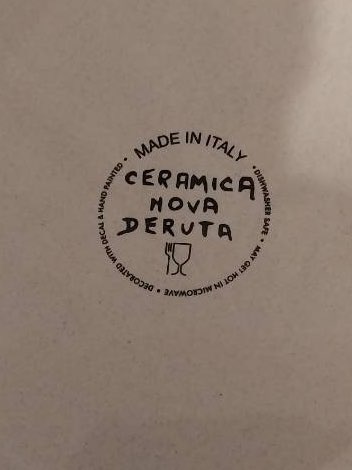 MADE IN ITALY
• DISHWASHER SAFE • MAY GET HOT IN MICROWAVE •
DECORATED WITH DECAL & HAND PAINTED •
CERAMICA
NOVA
DERUTA